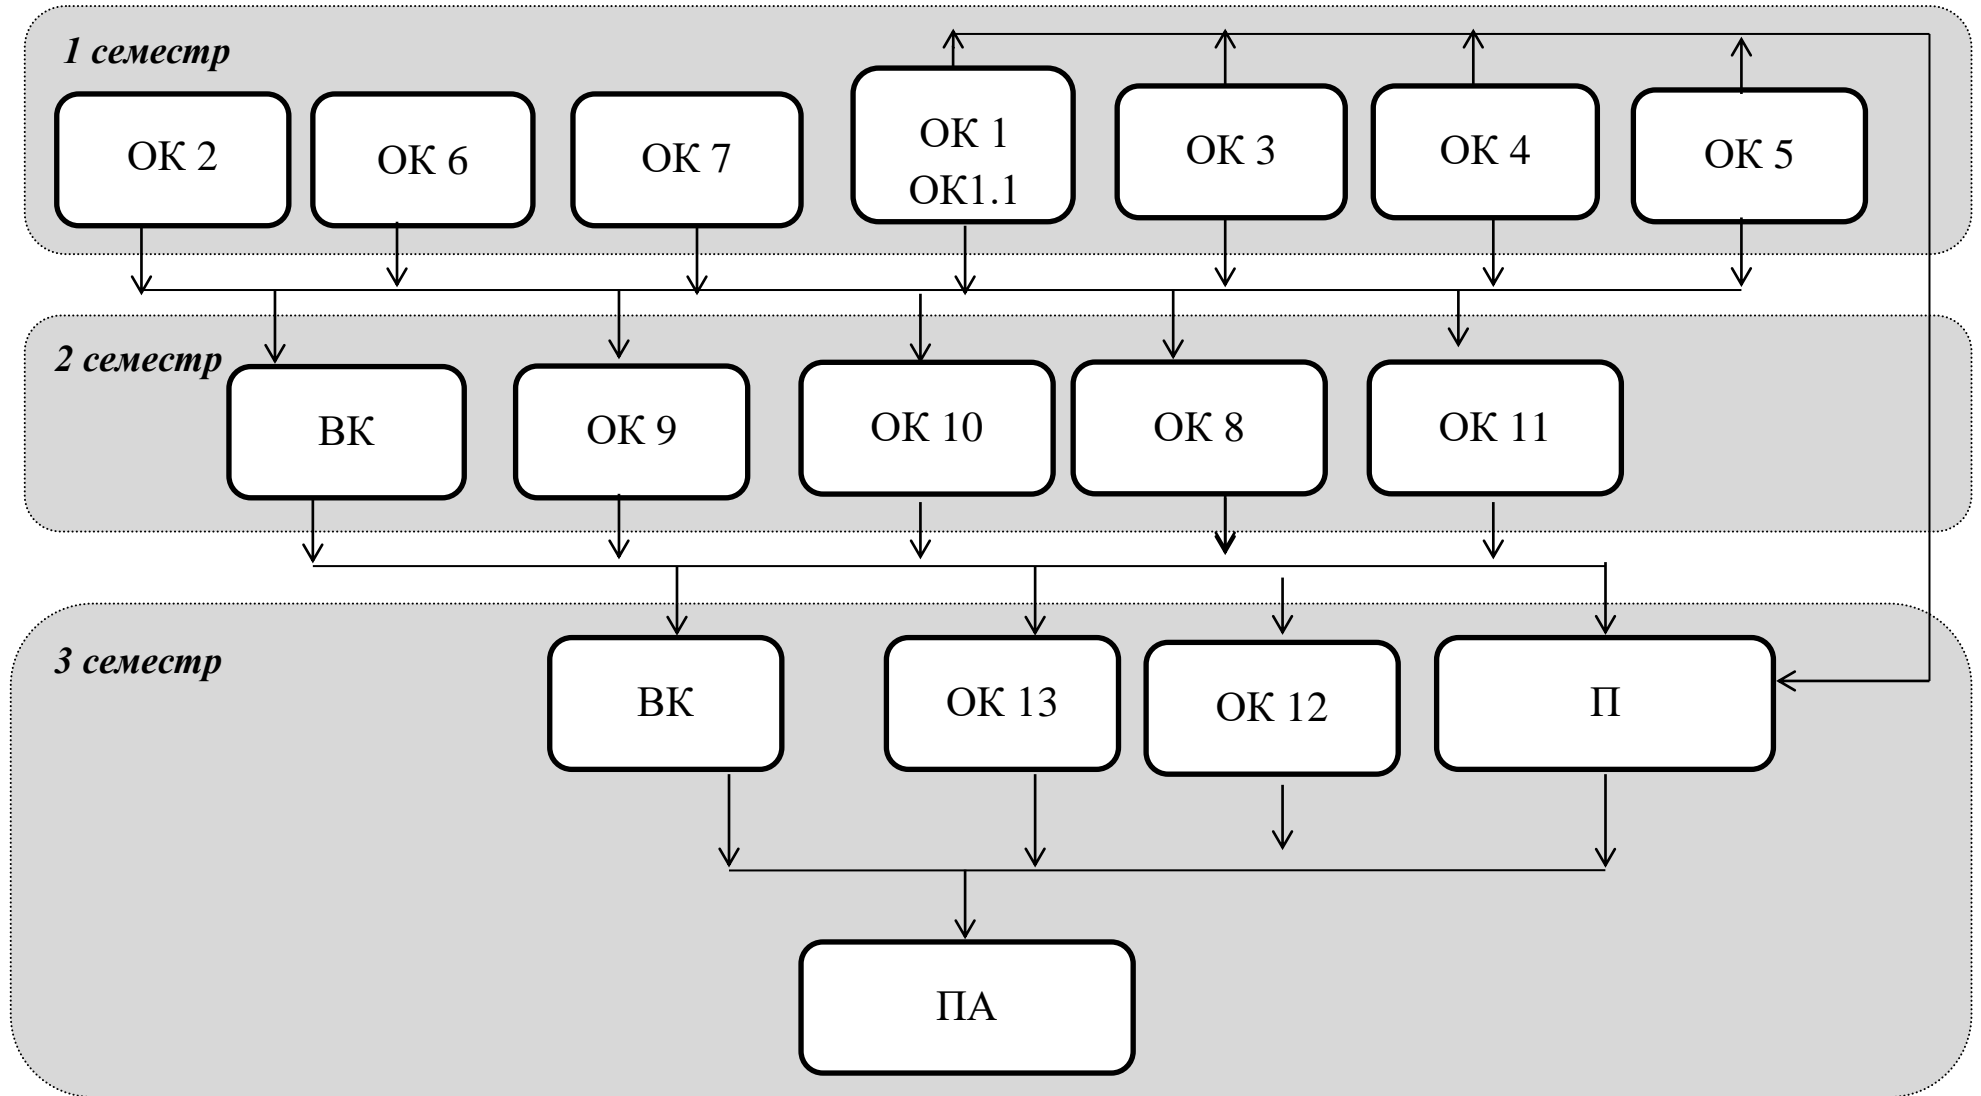 1 семестр
ОК 2
ОК 6
ОК 7
ОК 1
ОК1.1
ОК 3
ОК 4
ОК 5
2 семестр
ВК
ОК 9
ОК 10
ОК 8
ОК 11
3 семестр
ВК
ОК 13
ОК 12
П
ПА